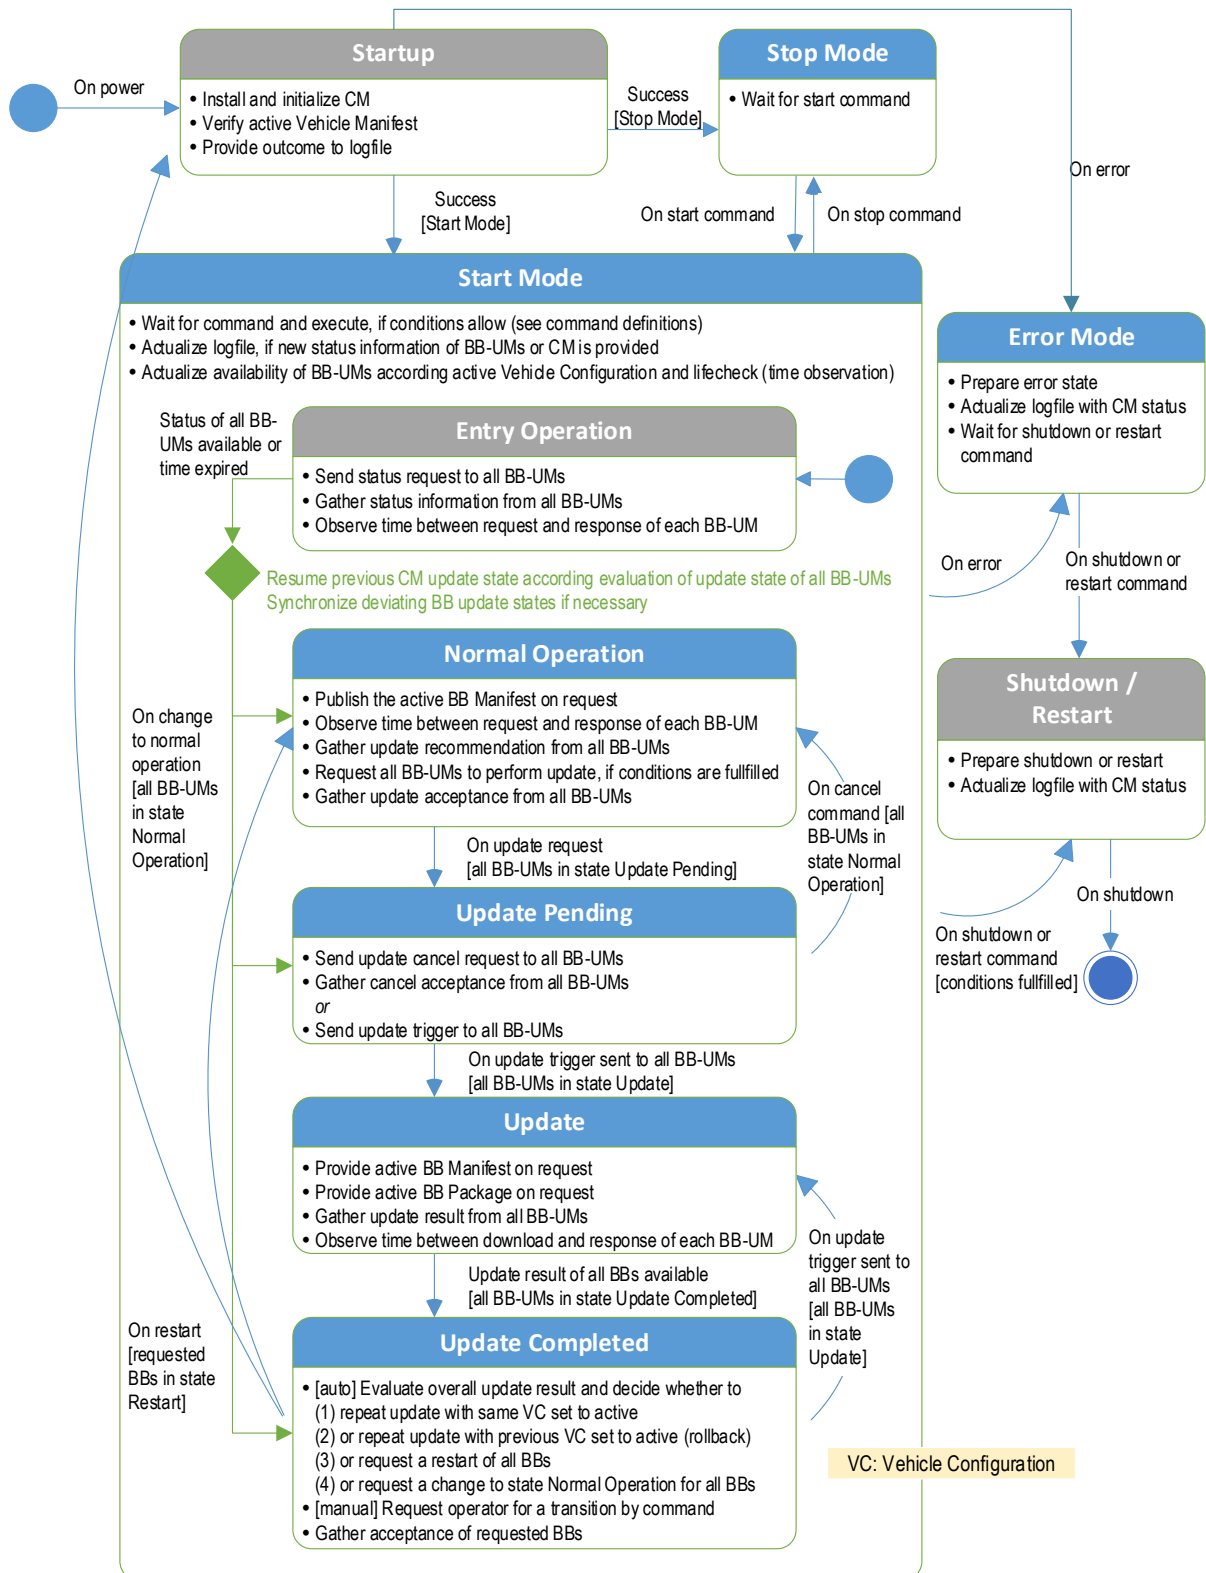 Startup
• Install and initialize CM
• Verify active Vehicle Manifest
• Provide outcome to logfile
On power
Success
[Stop Mode]
Stop Mode
• Wait for start command
On error
Success
[Start Mode]
On start command
On stop command
Start Mode
• Wait for command and execute, if conditions allow (see command definitions)
• Actualize logfile, if new status information of BB-UMs or CM is provided
• Actualize availability of BB-UMs according active Vehicle Configuration and lifecheck (time observation)
Error Mode
• Prepare error state
• Actualize logfile with CM status
• Wait for shutdown or restart
command
Status of all BB-
UMs available or
time expired
Entry Operation
• Send status request to all BB-UMs
• Gather status information from all BB-UMs
• Observe time between request and response of each BB-UM
On error
On shutdown or
restart command
Resume previous CM update state according evaluation of update state of all BB-UMs
Synchronize deviating BB update states if necessary
Normal Operation
• Publish the active BB Manifest on request
• Observe time between request and response of each BB-UM
• Gather update recommendation from all BB-UMs
• Request all BB-UMs to perform update, if conditions are fullfilled
• Gather update acceptance from all BB-UMs
On change
to normal
operation
[all BB-UMs
in state
Normal
Operation]
On cancel
command [all
BB-UMs in
state Normal
Operation]
Shutdown /
Restart
• Prepare shutdown or restart
• Actualize logfile with CM status
On update request
[all BB-UMs in state Update Pending]
Update Pending
• Send update cancel request to all BB-UMs
• Gather cancel acceptance from all BB-UMs
or
• Send update trigger to all BB-UMs
On shutdown
On shutdown or
restart command
[conditions fullfilled]
On update trigger sent to all BB-UMs
[all BB-UMs in state Update]
Update
• Provide active BB Manifest on request
• Provide active BB Package on request
• Gather update result from all BB-UMs
• Observe time between download and response of each BB-UM
On update
trigger sent to
all BB-UMs
[all BB-UMs
in state
Update]
Update result of all BBs available
[all BB-UMs in state Update Completed]
On restart
[requested
BBs in state
Restart]
Update Completed
• [auto] Evaluate overall update result and decide whether to
(1) repeat update with same VC set to active
(2) or repeat update with previous VC set to active (rollback)
(3) or request a restart of all BBs
(4) or request a change to state Normal Operation for all BBs
• [manual] Request operator for a transition by command
• Gather acceptance of requested BBs
VC: Vehicle Configuration